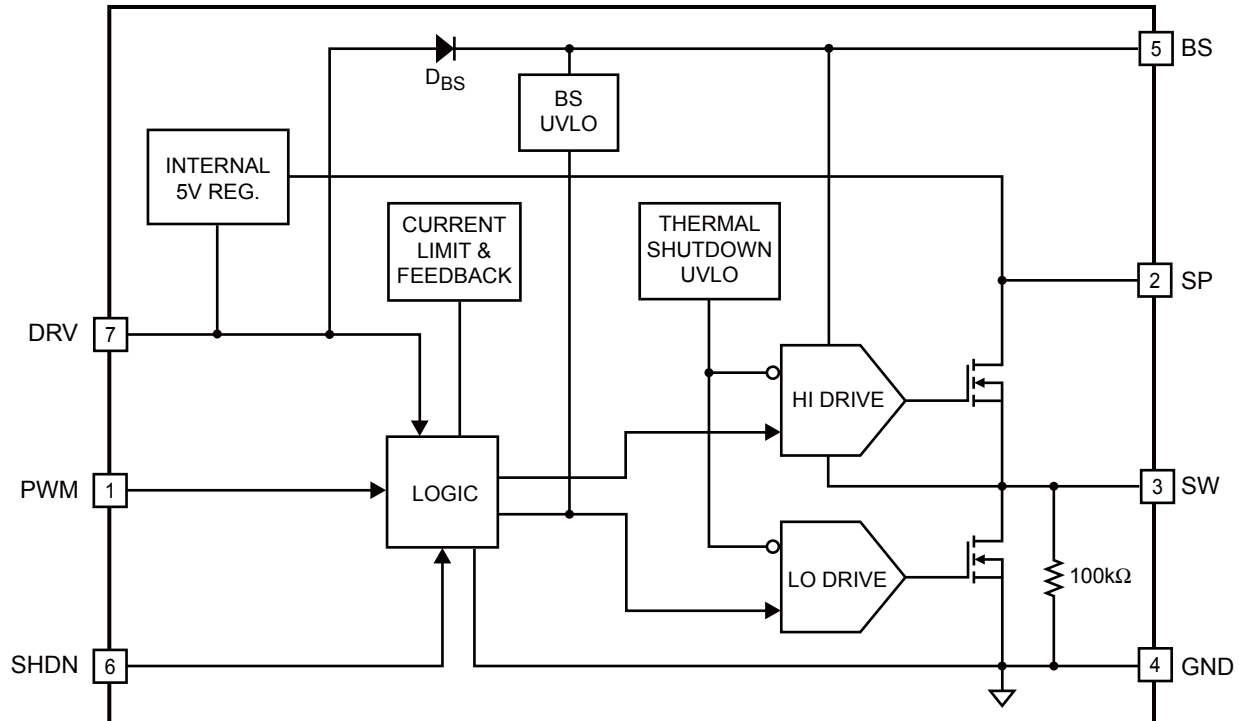 5 BS
D_BS
BS
UVLO
INTERNAL
5V REG.
CURRENT
LIMIT &
FEEDBACK
THERMAL
SHUTDOWN
UVLO
2 SP
DRV 7
HI DRIVE
PWM 1
LOGIC
3 SW
LO DRIVE
100kΩ
SHDN 6
4 GND